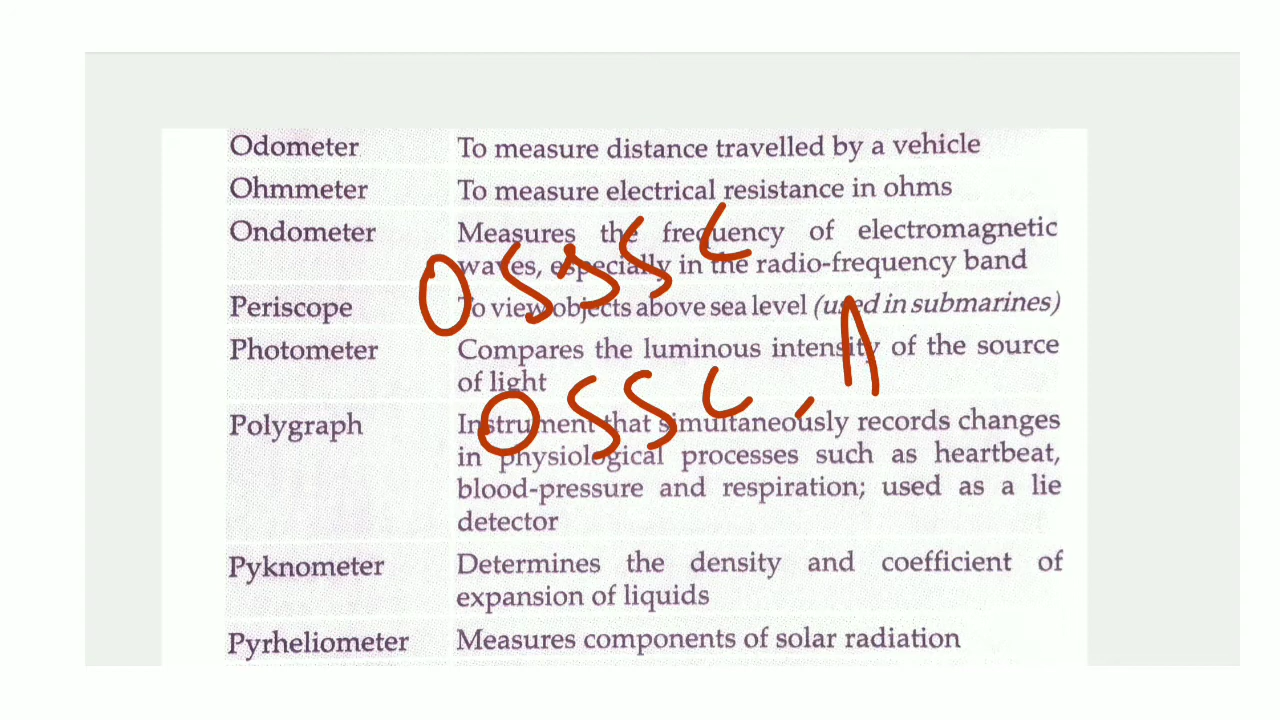 Odometer To measure distance travelled by a vehicle
Ohmmeter To measure electrical resistance in ohms
Ondometer Measures the frequency of electromagnetic
waves, especially in the radio-frequency band
OSSSC
Periscope To view objects above sea level (used in submarines)
Photometer Compares the luminous intensity of the source
of light
OSSC,
Polygraph Instrument that simultaneously records changes
in physiological processes such as heartbeat,
blood-pressure and respiration; used as a lie
detector
Pyknometer Determines the density and coefficient of
expansion of liquids
Pyrheliometer Measures components of solar radiation